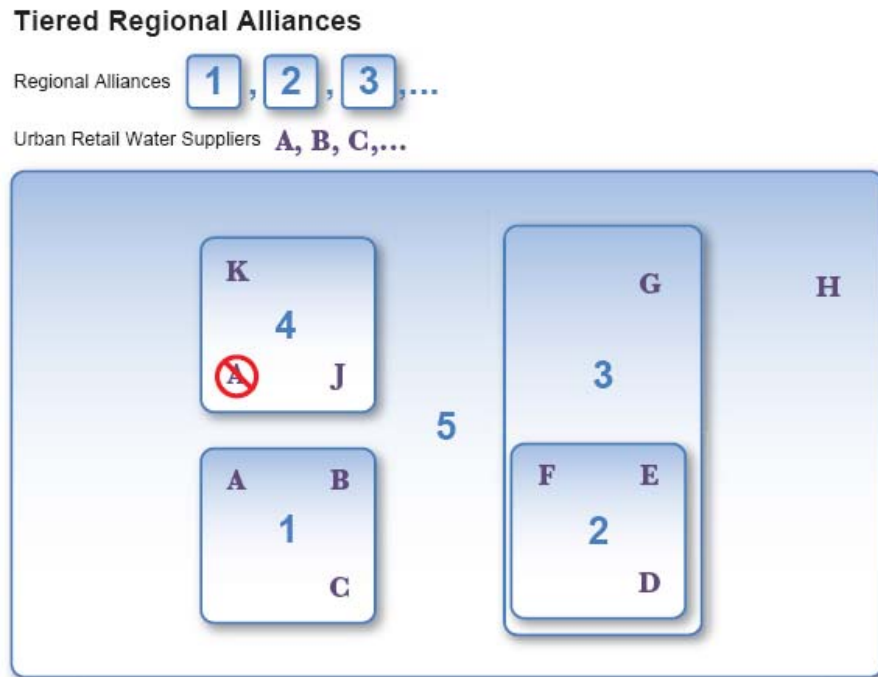 Tiered Regional Alliances
Regional Alliances 1 , 2 , 3 ,...
Urban Retail Water Suppliers A, B, C,...
K
G
H
4
A
J
3
5
A
B
F
E
1
2
C
D